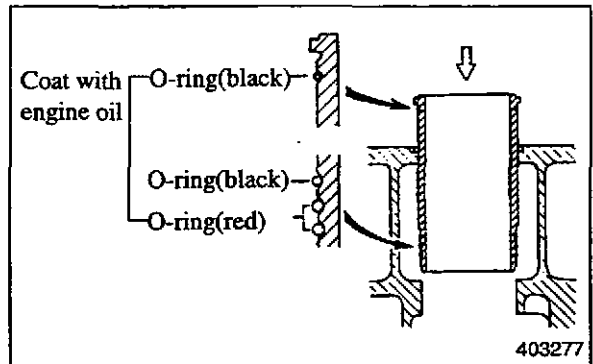 Coat with
engine oil
O-ring(black)
O-ring(black)
O-ring(red)
403277